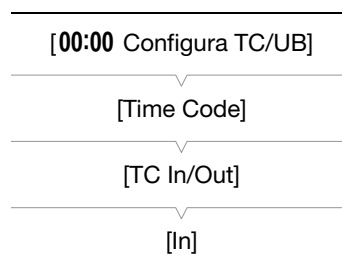 [00:00 Configura TC/UB]
[Time Code]
[TC In/Out]
[In]